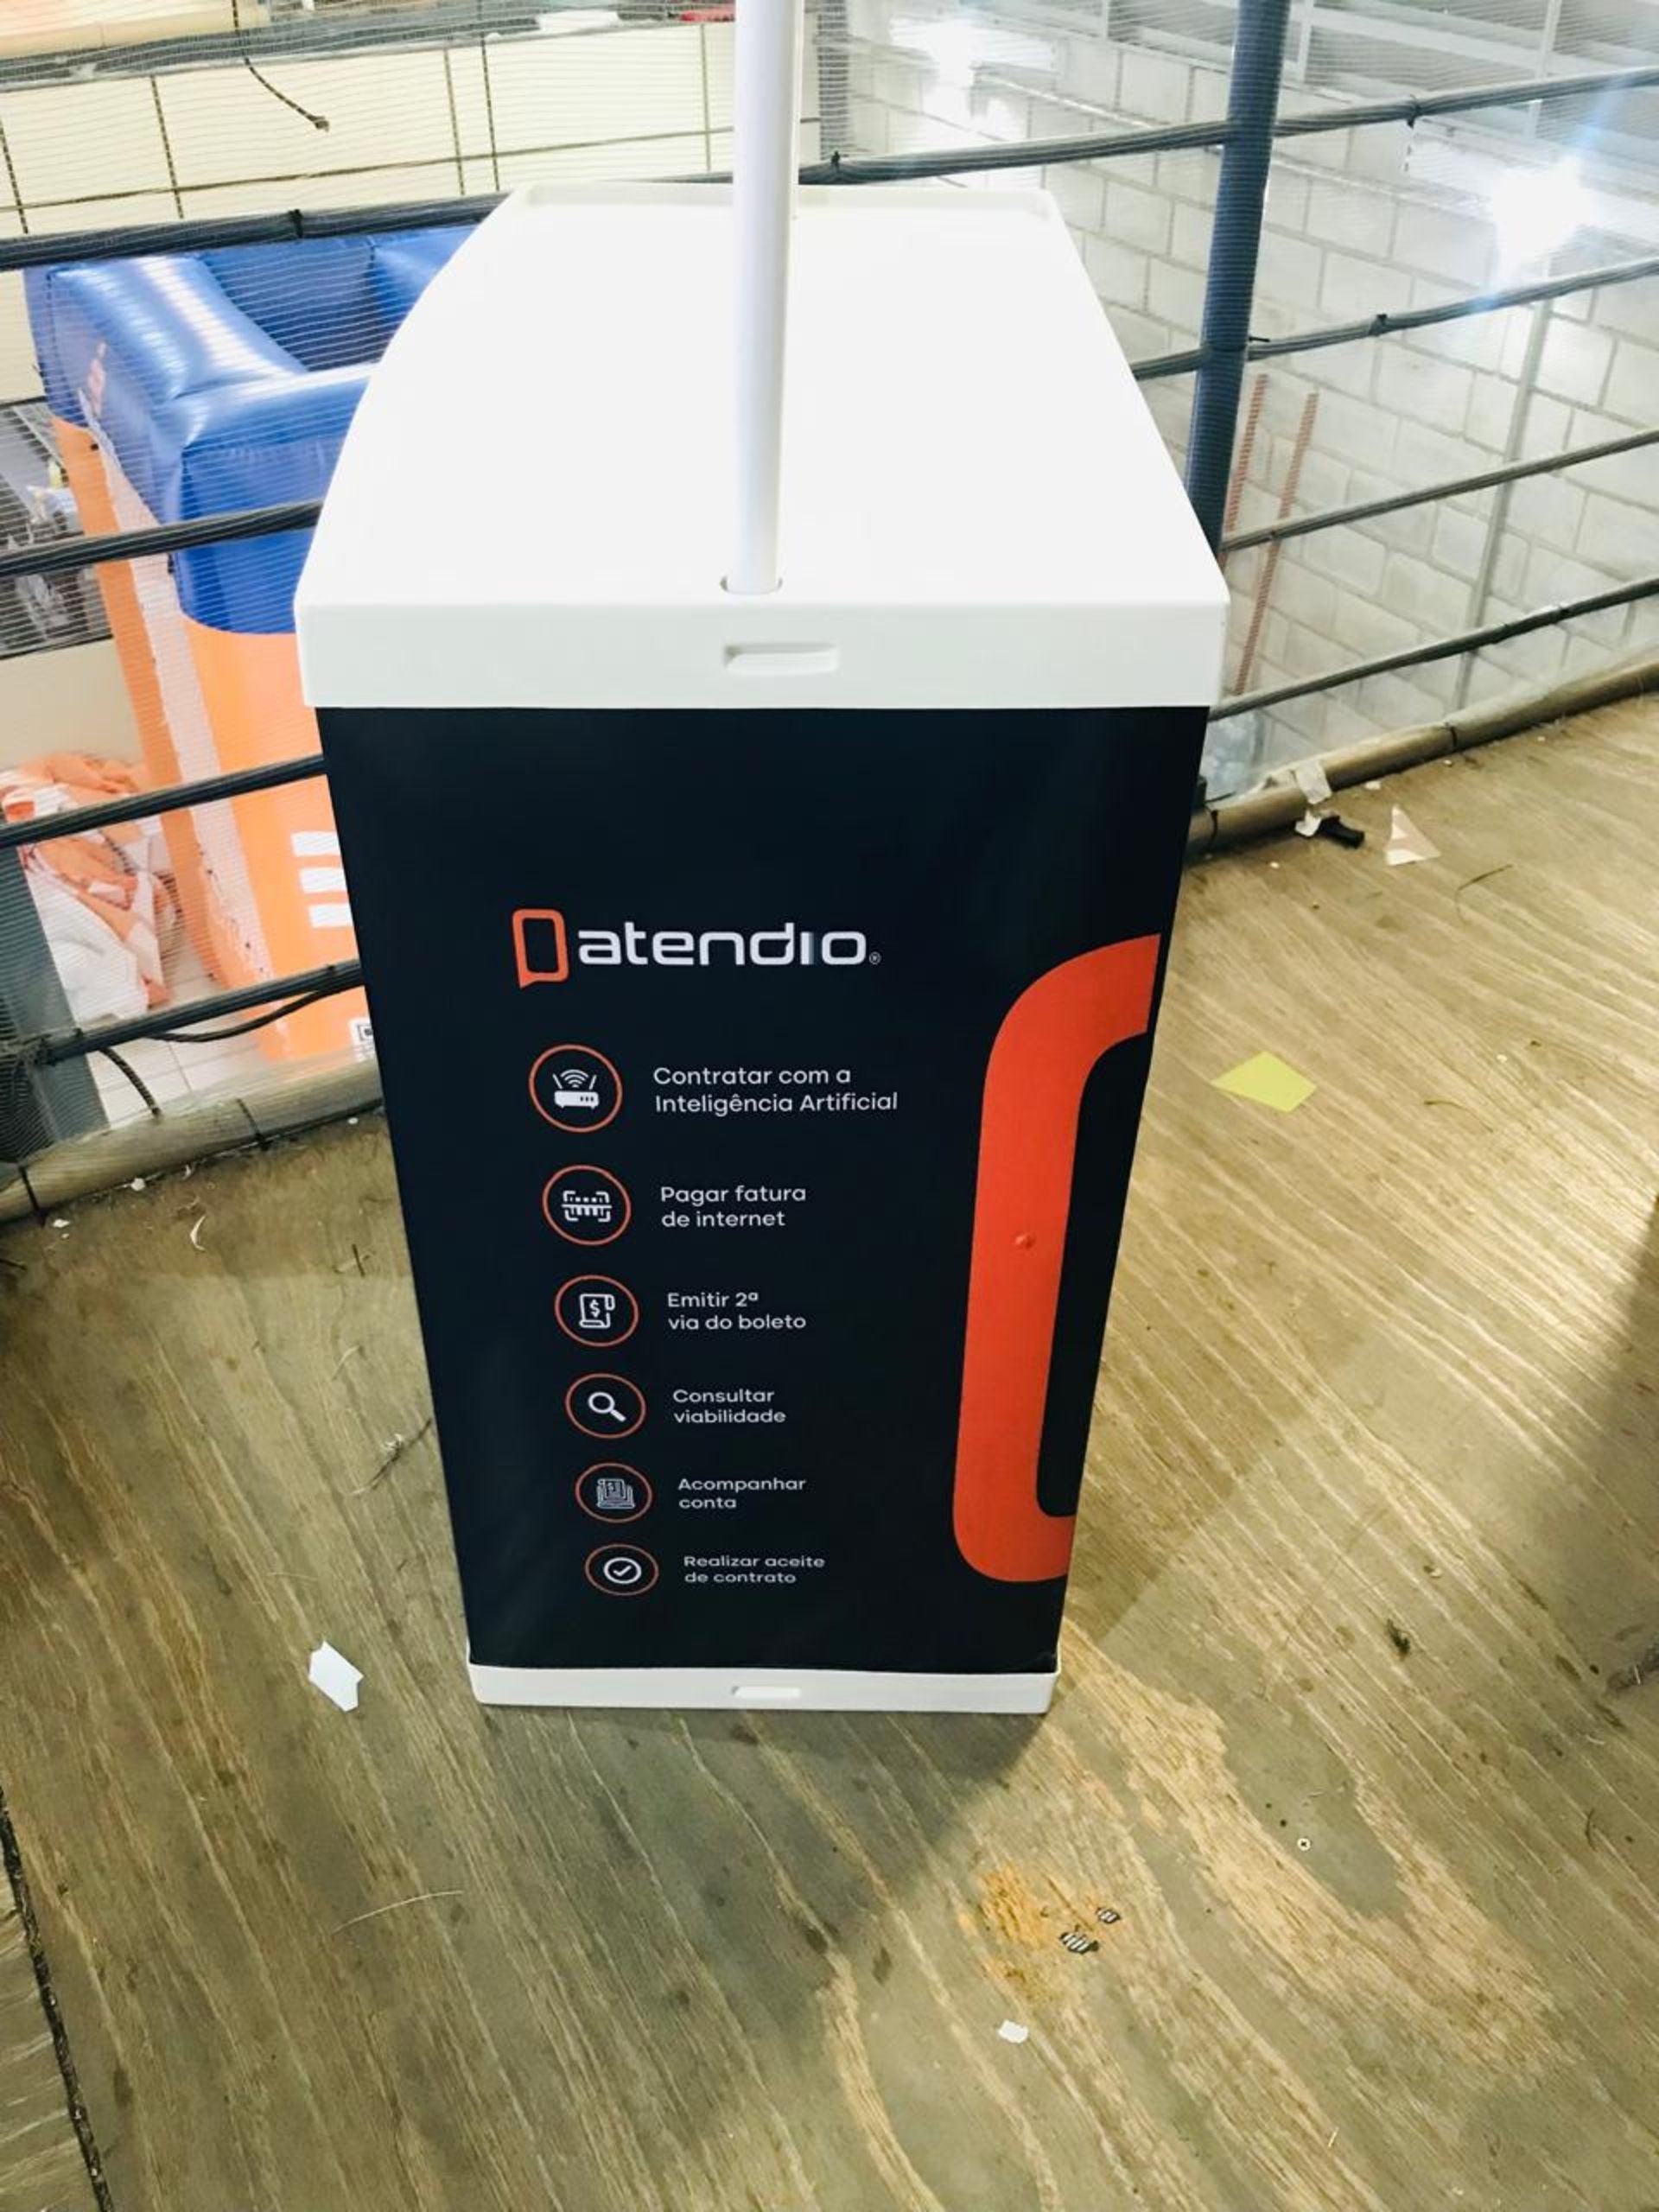 atendio®
Contratar com a
Inteligência Artificial
Pagar fatura
de internet
Emitir 2ª
via do boleto
Consultar
viabilidade
Acompanhar
conta
Realizar aceite
de contrato